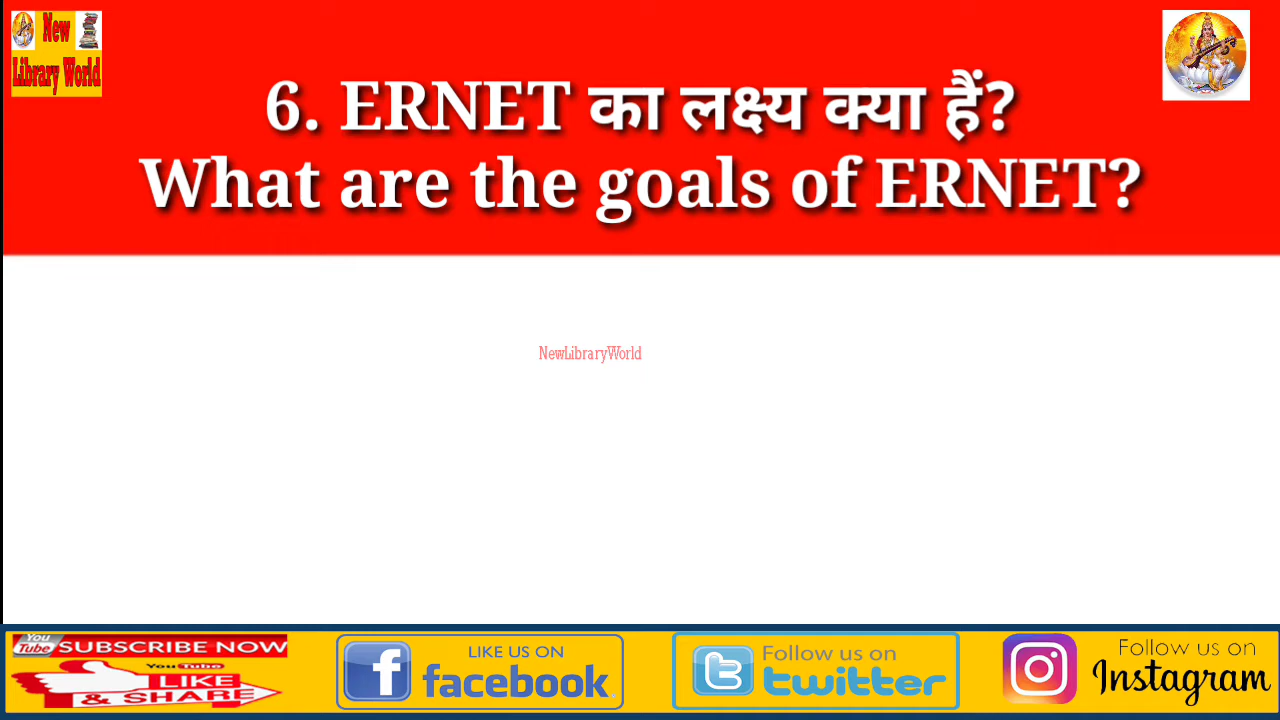 New
Library World
6. ERNET का लक्ष्य क्या हैं?
What are the goals of ERNET?
NewLibraryWorld
You
Tube SUBSCRIBE NOW
YouTube
LIKE
& SHARE
LIKE US ON
facebook
Follow us on
twitter
Follow us on
Instagram